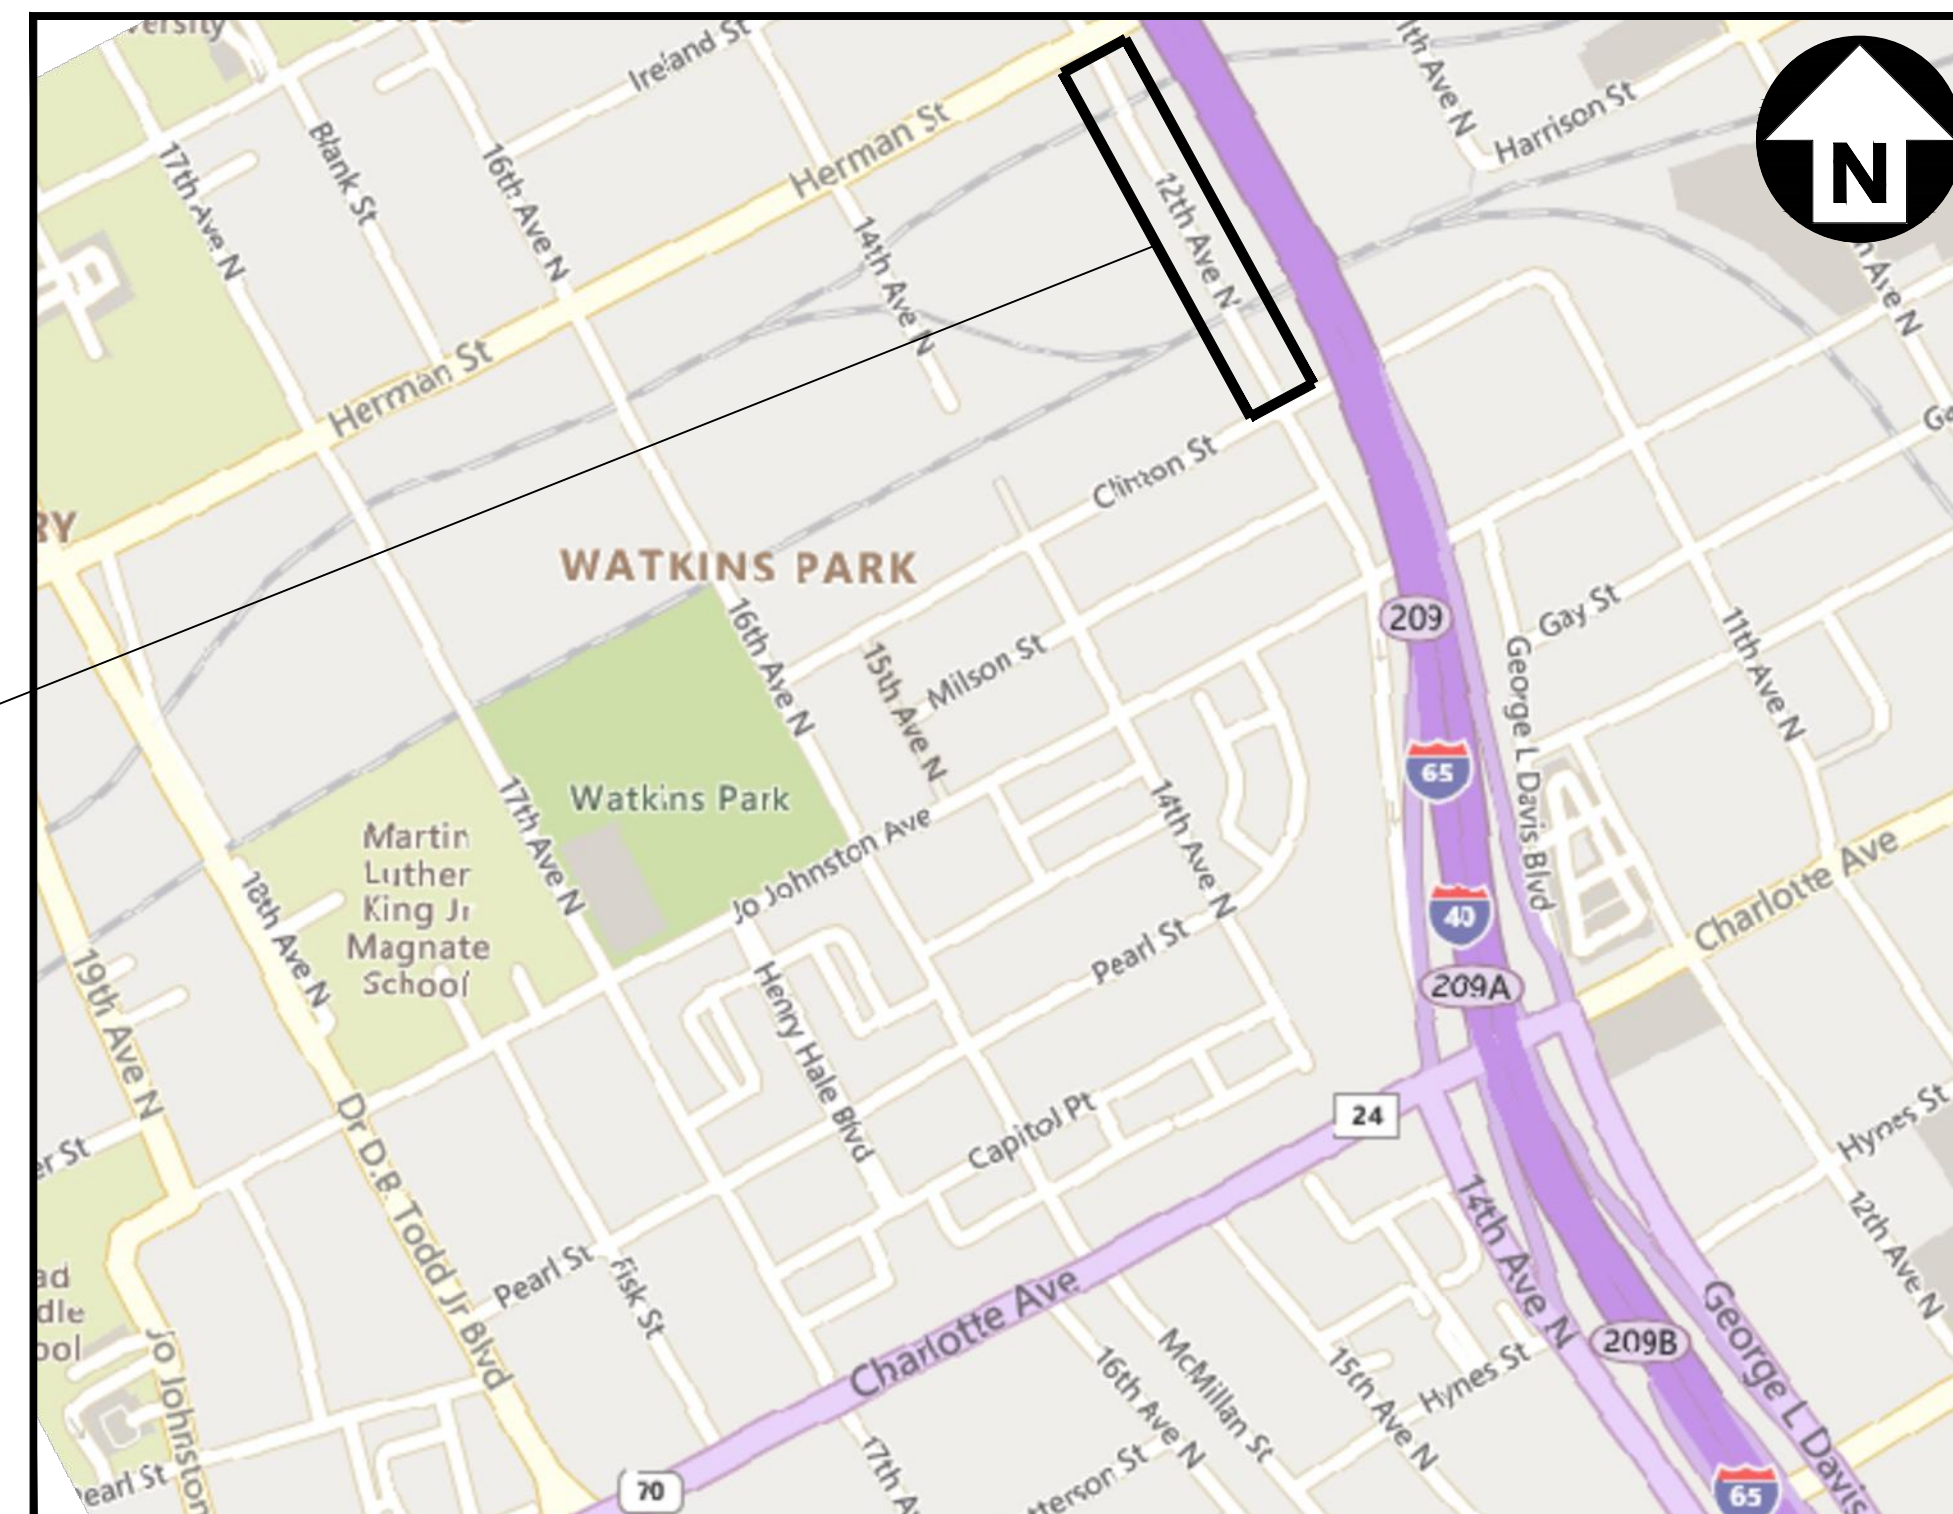 Ireland St
17th Ave N
Blank St
16th Ave N
Herman St
14th Ave N
12th Ave N
Harrison St
N
Herman St
Clinton St
WATKINS PARK
16th Ave N
15th Ave N
Milson St
209
Gay St
George L Davis Blvd
11th Ave N
65
Watkins Park
17th Ave N
Martin
Luther
King Jr
Magnate
School
Jo Johnston Ave
14th Ave N
40
Charlotte Ave
18th Ave N
19th Ave N
Pearl St
209A
Henry Hale Blvd
Capitol Pt
24
Hynes St
Dr D.B. Todd Jr Blvd
14th Ave N
12th Ave N
Pearl St
Fisk St
Charlotte Ave
209B
George L Davis
Jo Johnston
16th Ave N
McMillan St
15th Ave N
Hynes St
70
65